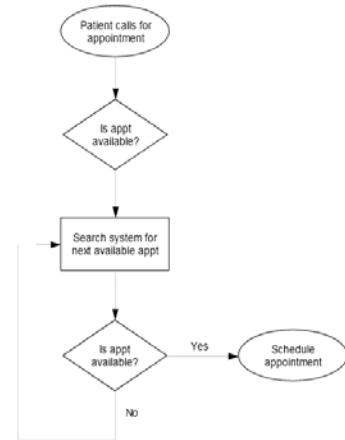 Patient calls for
appointment
Is appt
available?
Search system for
next available appt
Is appt
available?
Yes
Schedule
appointment
No